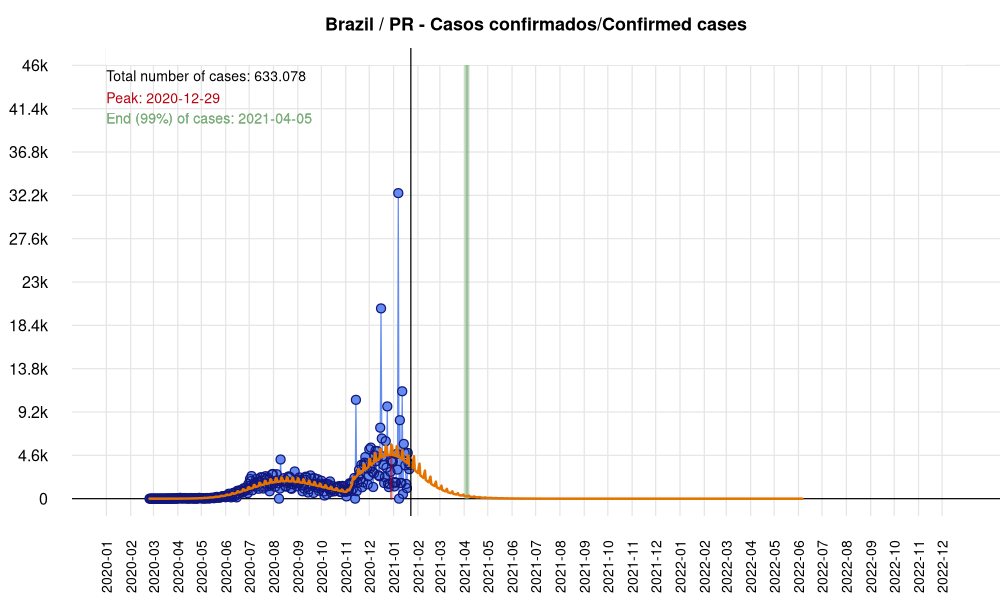 Brazil / PR - Casos confirmados/Confirmed cases
Total number of cases: 633.078
Peak: 2020-12-29
End (99%) of cases: 2021-04-05
46k
41.4k
36.8k
32.2k
27.6k
23k
18.4k
13.8k
9.2k
4.6k
0
2020-01
2020-02
2020-03
2020-04
2020-05
2020-06
2020-07
2020-08
2020-09
2020-10
2020-11
2020-12
2021-01
2021-02
2021-03
2021-04
2021-05
2021-06
2021-07
2021-08
2021-09
2021-10
2021-11
2021-12
2022-01
2022-02
2022-03
2022-04
2022-05
2022-06
2022-07
2022-08
2022-09
2022-10
2022-11
2022-12